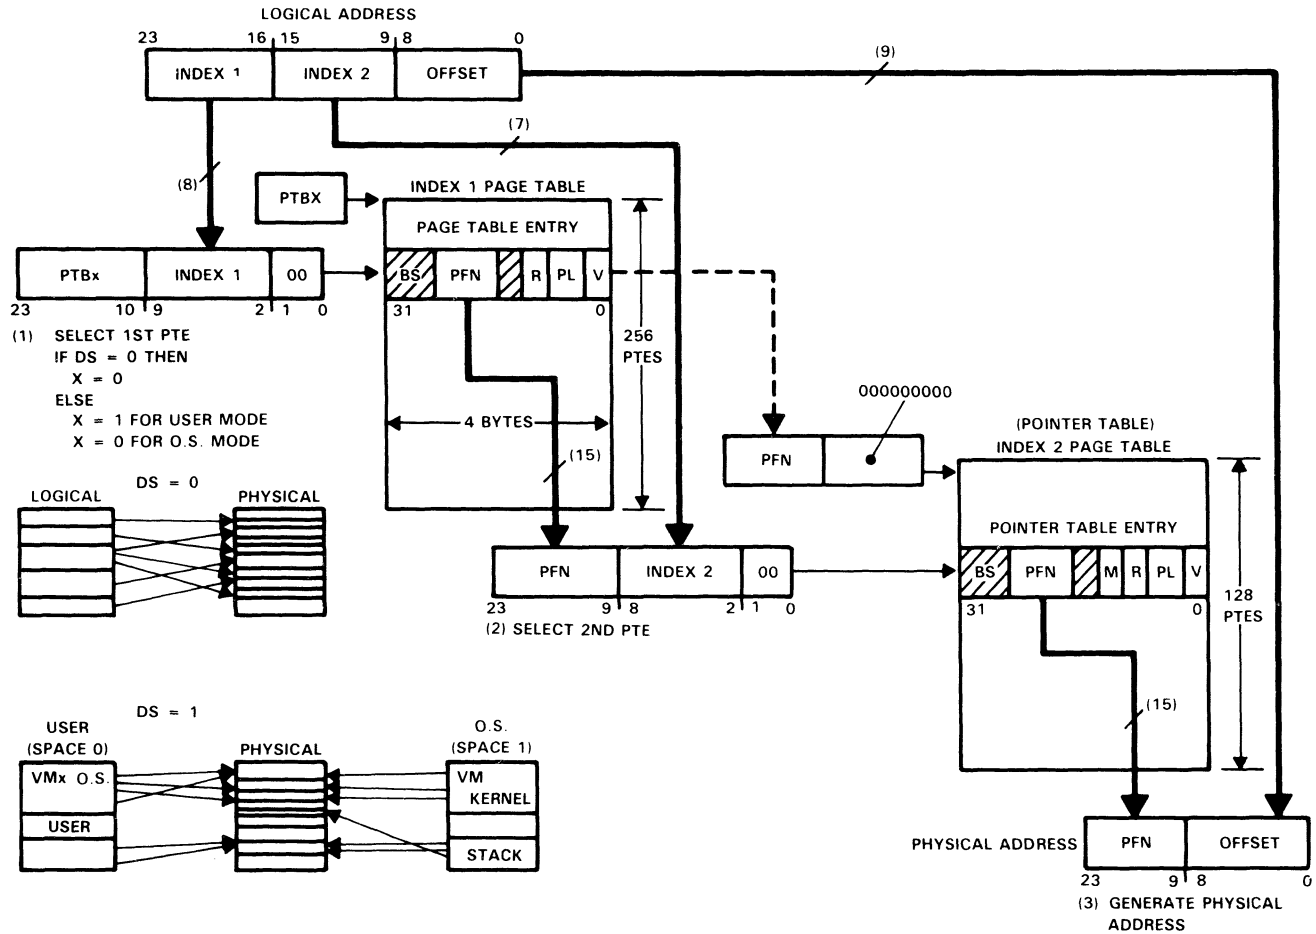 LOGICAL ADDRESS
23 16 15 9 8 0
INDEX 1 INDEX 2 OFFSET
(9)
(7)
(8)
PTBX
INDEX 1 PAGE TABLE
PAGE TABLE ENTRY
PTBx INDEX 1 00
BS PFN R PL V
23 10 9 2 1 0
31 0
256
PTES
(1) SELECT 1ST PTE
IF DS = 0 THEN
X = 0
ELSE
X = 1 FOR USER MODE
X = 0 FOR O.S. MODE
4 BYTES
(15)
000000000
PFN
(POINTER TABLE)
INDEX 2 PAGE TABLE
POINTER TABLE ENTRY
BS PFN M R PL V
31 0
128
PTES
DS = 0
LOGICAL PHYSICAL
PFN INDEX 2 00
23 9 8 2 1 0
(2) SELECT 2ND PTE
(15)
DS = 1
USER
(SPACE 0)
PHYSICAL
O.S.
(SPACE 1)
VMx O.S.
USER
VM
KERNEL
STACK
PHYSICAL ADDRESS
PFN OFFSET
23 9 8 0
(3) GENERATE PHYSICAL
ADDRESS